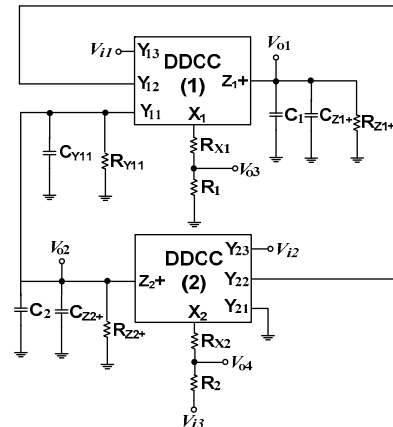 Vi1
Y13
DDCC
(1)
Y12
Y11
X1
Z1+
Vo1
C1
CZ1+
RZ1+
CY11
RY11
RX1
Vo3
R1
Vo2
DDCC
(2)
Z2+
Y23
Vi2
Y22
Y21
X2
C2
CZ2+
RZ2+
RX2
Vo4
R2
Vi3